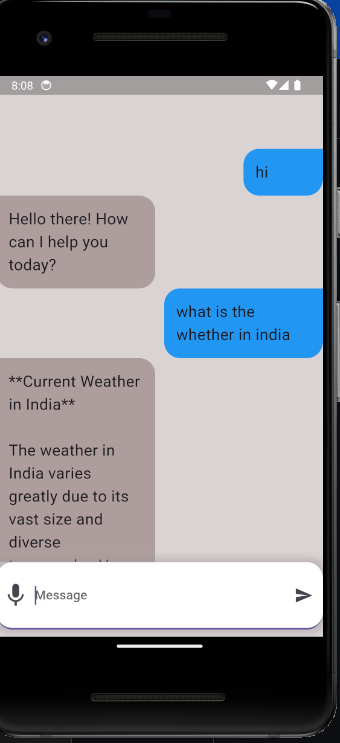 8:08
hi
Hello there! How
can I help you
today?
what is the
whether in india
**Current Weather
in India**
The weather in
India varies
greatly due to its
vast size and
diverse
Message